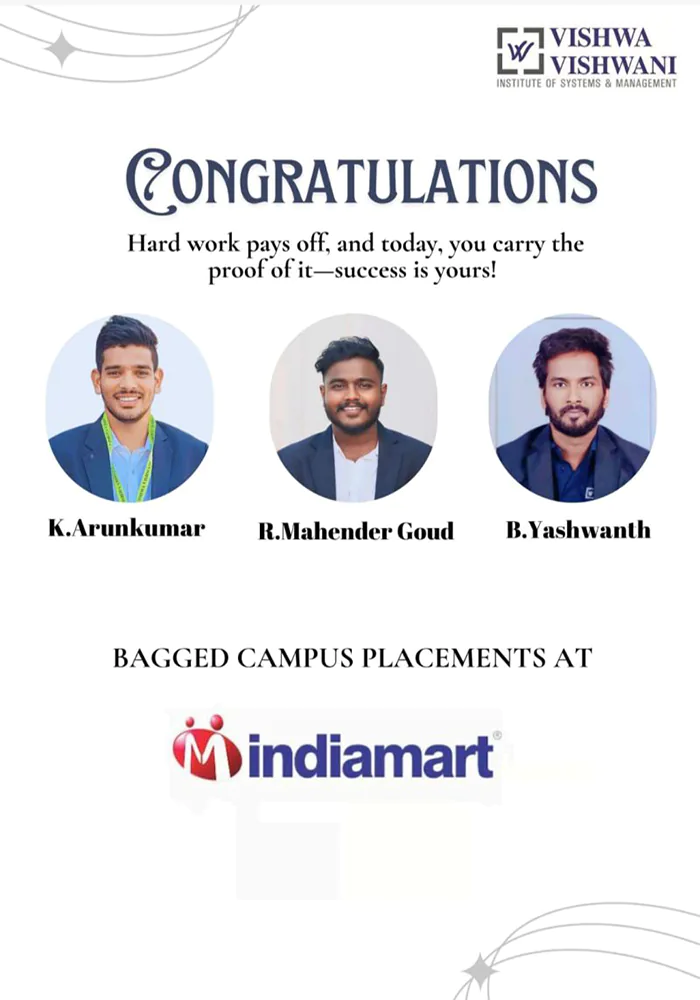 VISHWA
VISHWANI
INSTITUTE OF SYSTEMS & MANAGEMENT
CONGRATULATIONS
Hard work pays off, and today, you carry the
proof of it—success is yours!
K.Arunkumar
R.Mahender Goud
B.Yashwanth
BAGGED CAMPUS PLACEMENTS AT
indiamart®